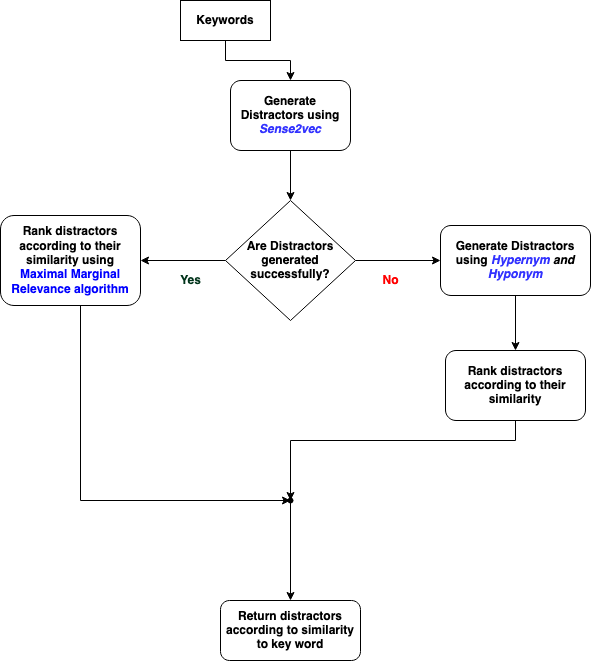 Keywords
Generate
Distractors using
Sense2vec
Are Distractors
generated
successfully?
Yes
No
Rank distractors
according to their
similarity using
Maximal Marginal
Relevance algorithm
Generate Distractors
using Hypernym and
Hyponym
Rank distractors
according to their
similarity
Return distractors
according to similarity
to key word